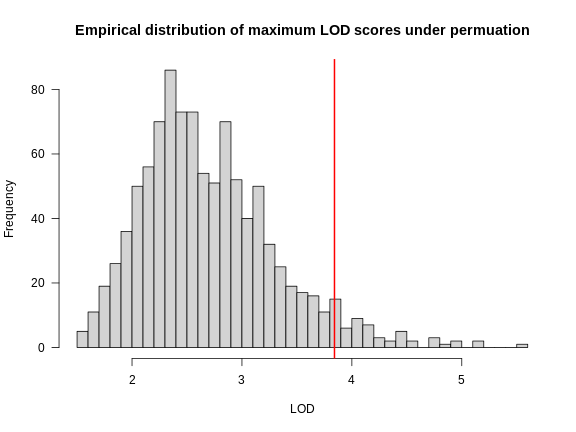 Empirical distribution of maximum LOD scores under permuation
Frequency
80
60
40
20
0
2 3 4 5
LOD